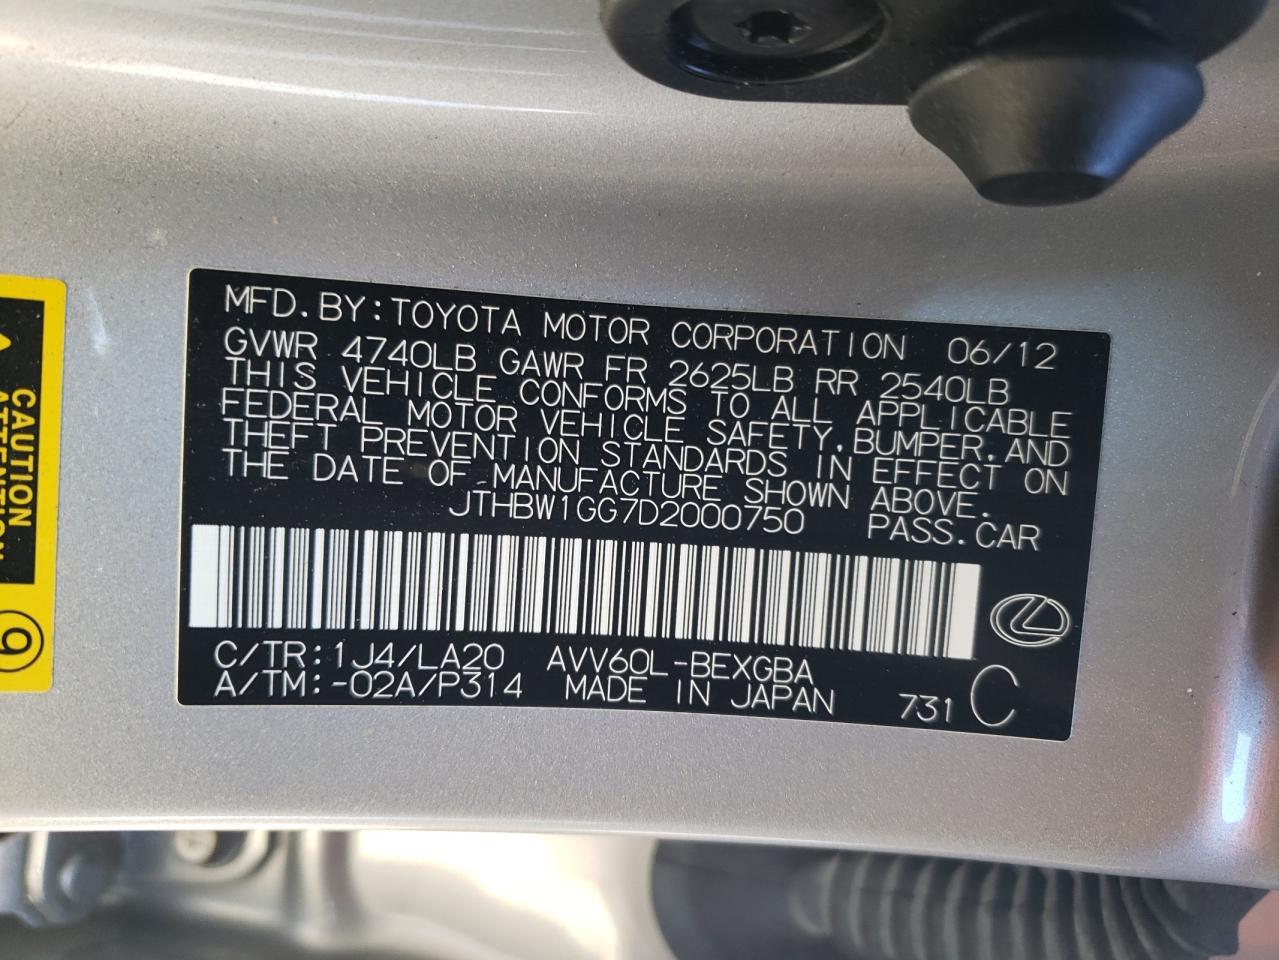 MFD.BY:TOYOTA MOTOR CORPORATION 06/12
GVWR 4740LB GAWR FR 2625LB RR 2540LB
THIS VEHICLE CONFORMS TO ALL APPLICABLE
FEDERAL MOTOR VEHICLE SAFETY,BUMPER,AND
THEFT PREVENTION STANDARDS IN EFFECT ON
THE DATE OF MANUFACTURE SHOWN ABOVE.
JTHBW1GG7D2000750 PASS.CAR
C/TR:1J4/LA20 AVV60L-BEXGBA
A/TM:-02A/P314 MADE IN JAPAN 731 C
CAUTION
ATTENTION
9